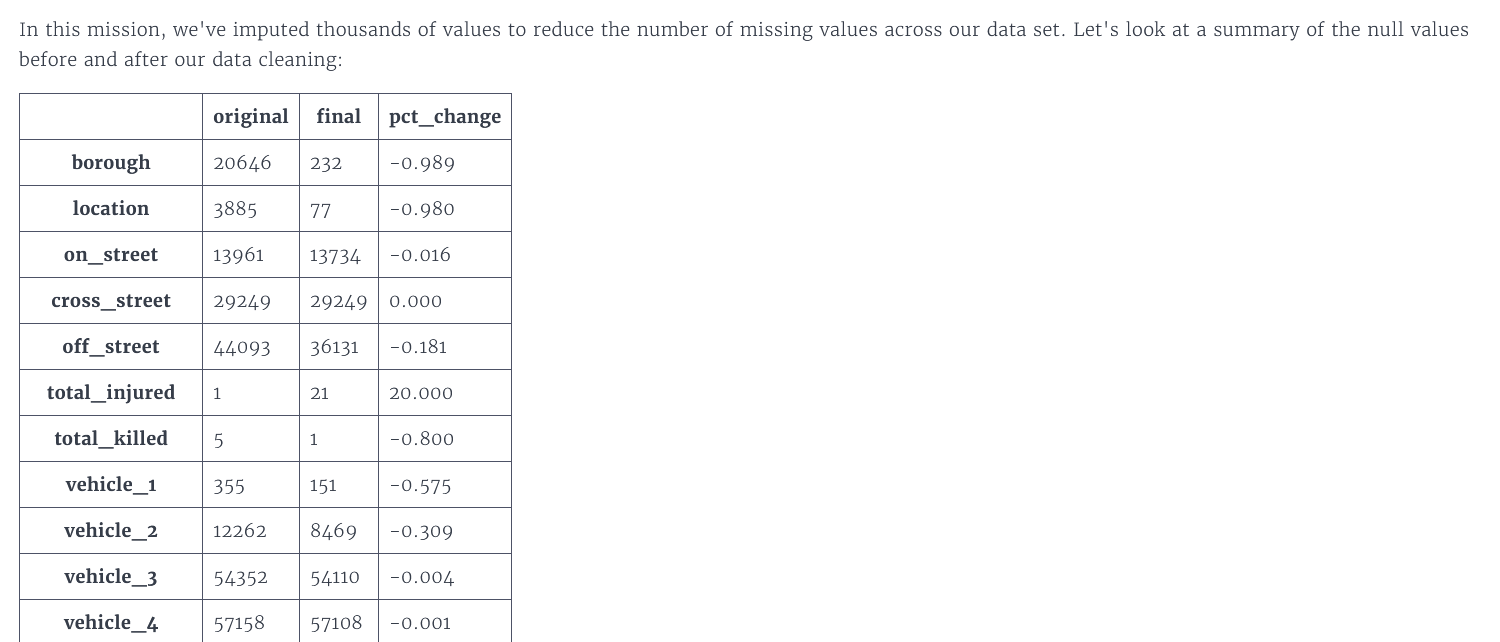 In this mission, we've imputed thousands of values to reduce the number of missing values across our data set. Let's look at a summary of the null values
before and after our data cleaning:
original final pct_change
borough 20646 232 -0.989
location 3885 77 -0.980
on_street 13961 13734 -0.016
cross_street 29249 29249 0.000
off_street 44093 36131 -0.181
total_injured 1 21 20.000
total_killed 5 1 -0.800
vehicle_1 355 151 -0.575
vehicle_2 12262 8469 -0.309
vehicle_3 54352 54110 -0.004
vehicle_4 57158 57108 -0.001